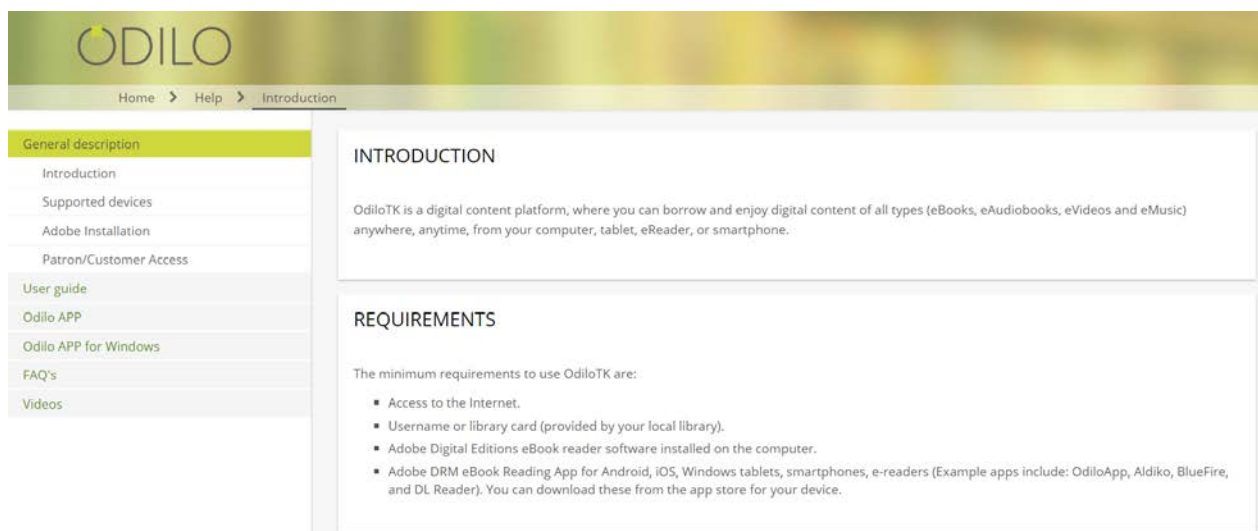 ODILO
Home > Help > Introduction
General description
Introduction
Supported devices
Adobe Installation
Patron/Customer Access
User guide
Odilo APP
Odilo APP for Windows
FAQ's
Videos
INTRODUCTION
OdiloTK is a digital content platform, where you can borrow and enjoy digital content of all types (eBooks, eAudiobooks, eVideos and eMusic)
anywhere, anytime, from your computer, tablet, eReader, or smartphone.
REQUIREMENTS
The minimum requirements to use OdiloTK are:
▪ Access to the Internet.
▪ Username or library card (provided by your local library).
▪ Adobe Digital Editions eBook reader software installed on the computer.
▪ Adobe DRM eBook Reading App for Android, iOS, Windows tablets, smartphones, e-readers (Example apps include: OdiloApp, Aldiko, BlueFire,
and DL Reader). You can download these from the app store for your device.